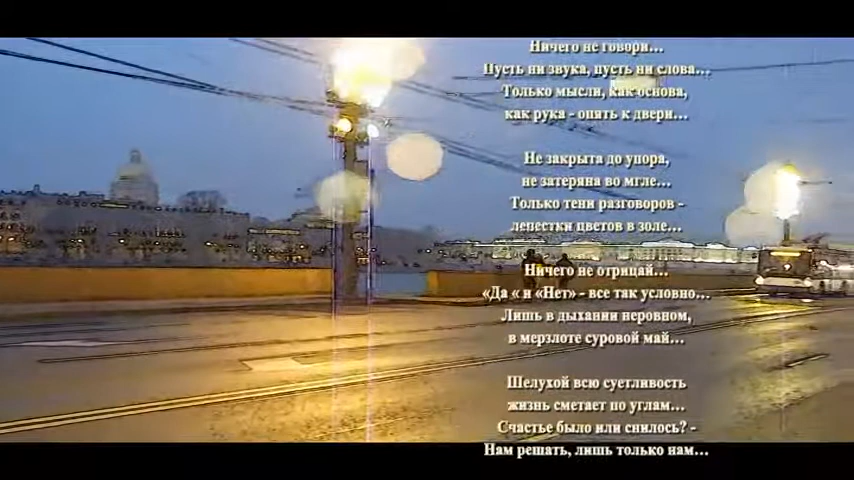 Ничего не говори...
Пусть ни звука, пусть ни слова...
Только мысли, как основа,
как рука - опять к двери...
Не закрыта до упора,
не затеряна во мгле...
Только тени разговоров -
лепестки цветов в золе...
Ничего не отрицай...
«Да « и «Нет» - все так условно...
Лишь в дыхании неровном,
в мерзлоте суровой май...
Шелухой всю суетливость
жизнь сметает по углам...
Счастье было или снилось? -
Нам решать, лишь только нам...